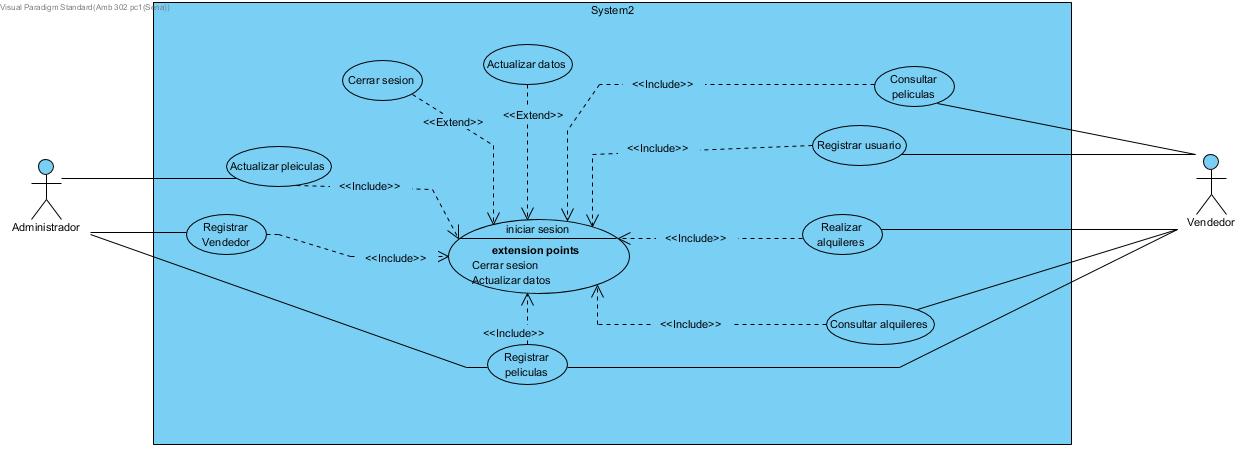 Visual Paradigm Standard(Amb 302 pc1(Sena))
System2
Cerrar sesion
Actualizar datos
<<Include>>
Consultar
peliculas
<<Extend>>
<<Extend>>
<<Include>>
Registrar usuario
Actualizar pleiculas
<<Include>>
Administrador
Vendedor
Registrar
Vendedor
<<Include>>
iniciar sesion
extension points
Cerrar sesion
Actualizar datos
<<Include>>
Realizar
alquileres
<<Include>>
Consultar alquileres
<<Include>>
Registrar
peliculas